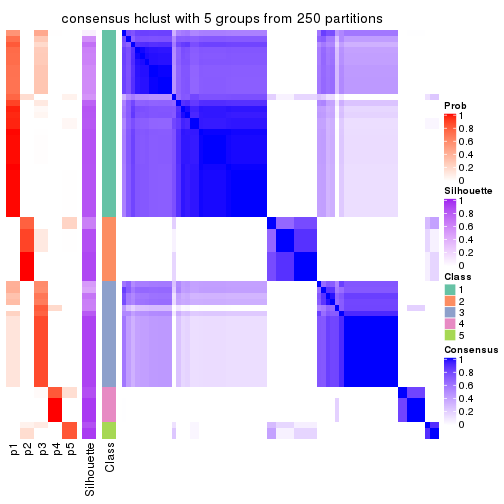 consensus hclust with 5 groups from 250 partitions
Prob
1
0.8
0.6
0.4
0.2
0
Silhouette
1
0.8
0.6
0.4
0.2
0
Class
1
2
3
4
5
Consensus
1
0.8
0.6
0.4
0.2
0
p1
p2
p3
p4
p5
Silhouette
Class